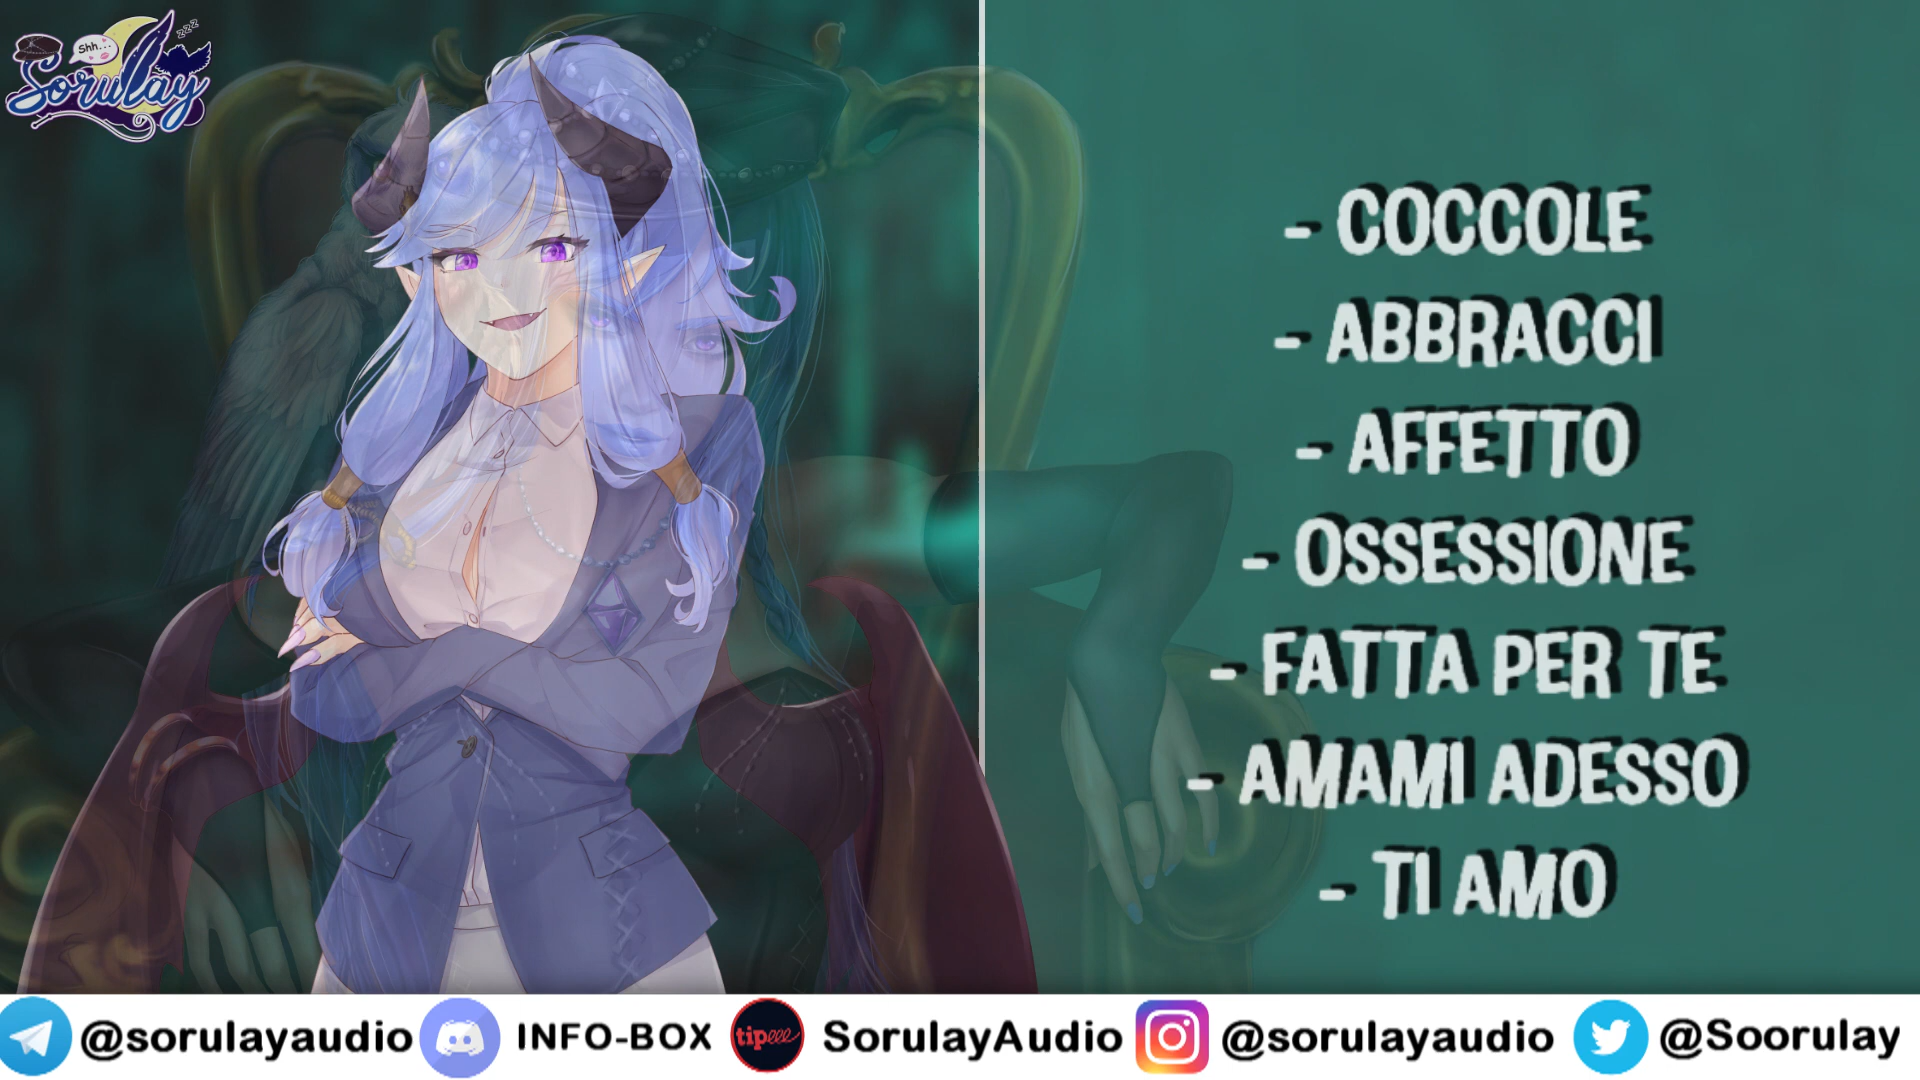 Shh...
zzz
Sorulay
- COCCOLE
- ABBRACCI
- AFFETTO
- OSSESSIONE
- FATTA PER TE
- AMAMI ADESSO
- TI AMO
@sorulayaudio INFO-BOX tipeee SorulayAudio @sorulayaudio @Soorulay